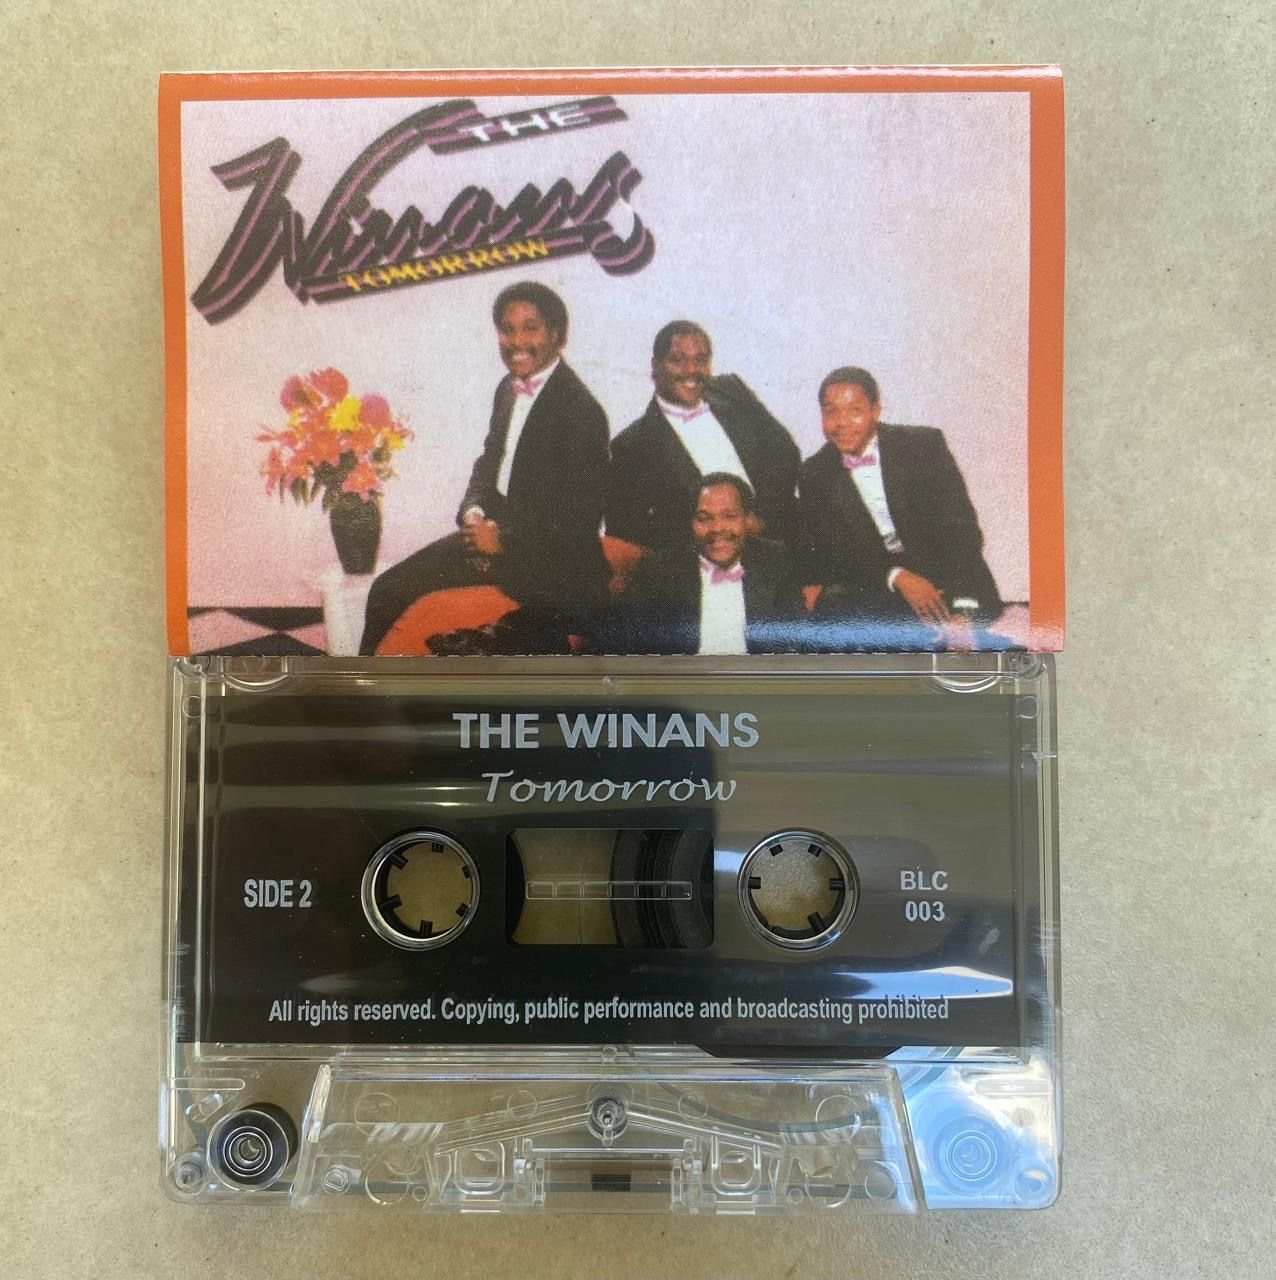 THE
Winans
TOMORROW
THE WINANS
Tomorrow
SIDE 2
BLC
003
All rights reserved. Copying, public performance and broadcasting prohibited